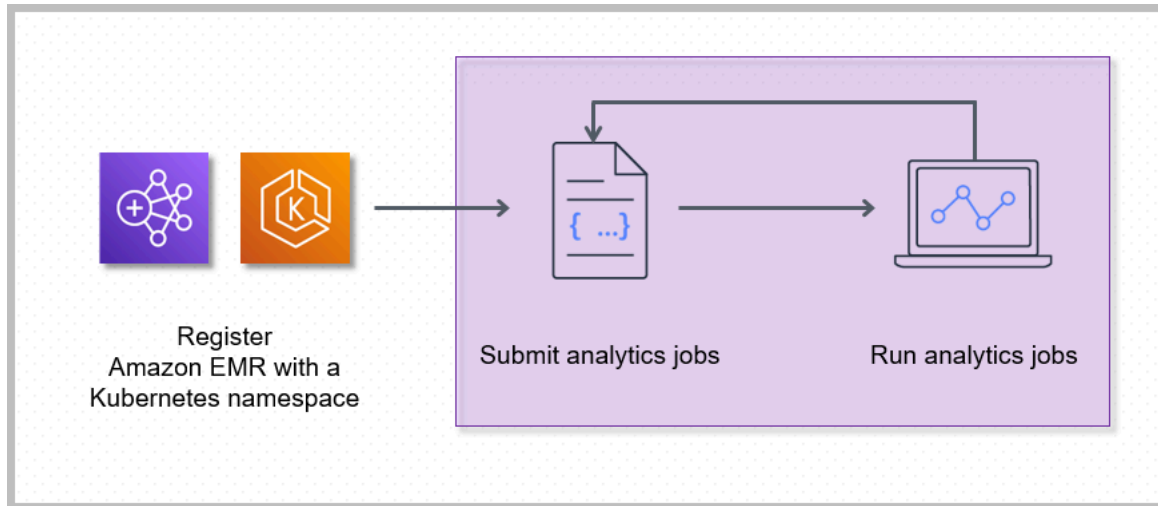 K
{ ...}
Register
Amazon EMR with a
Kubernetes namespace
Submit analytics jobs
Run analytics jobs